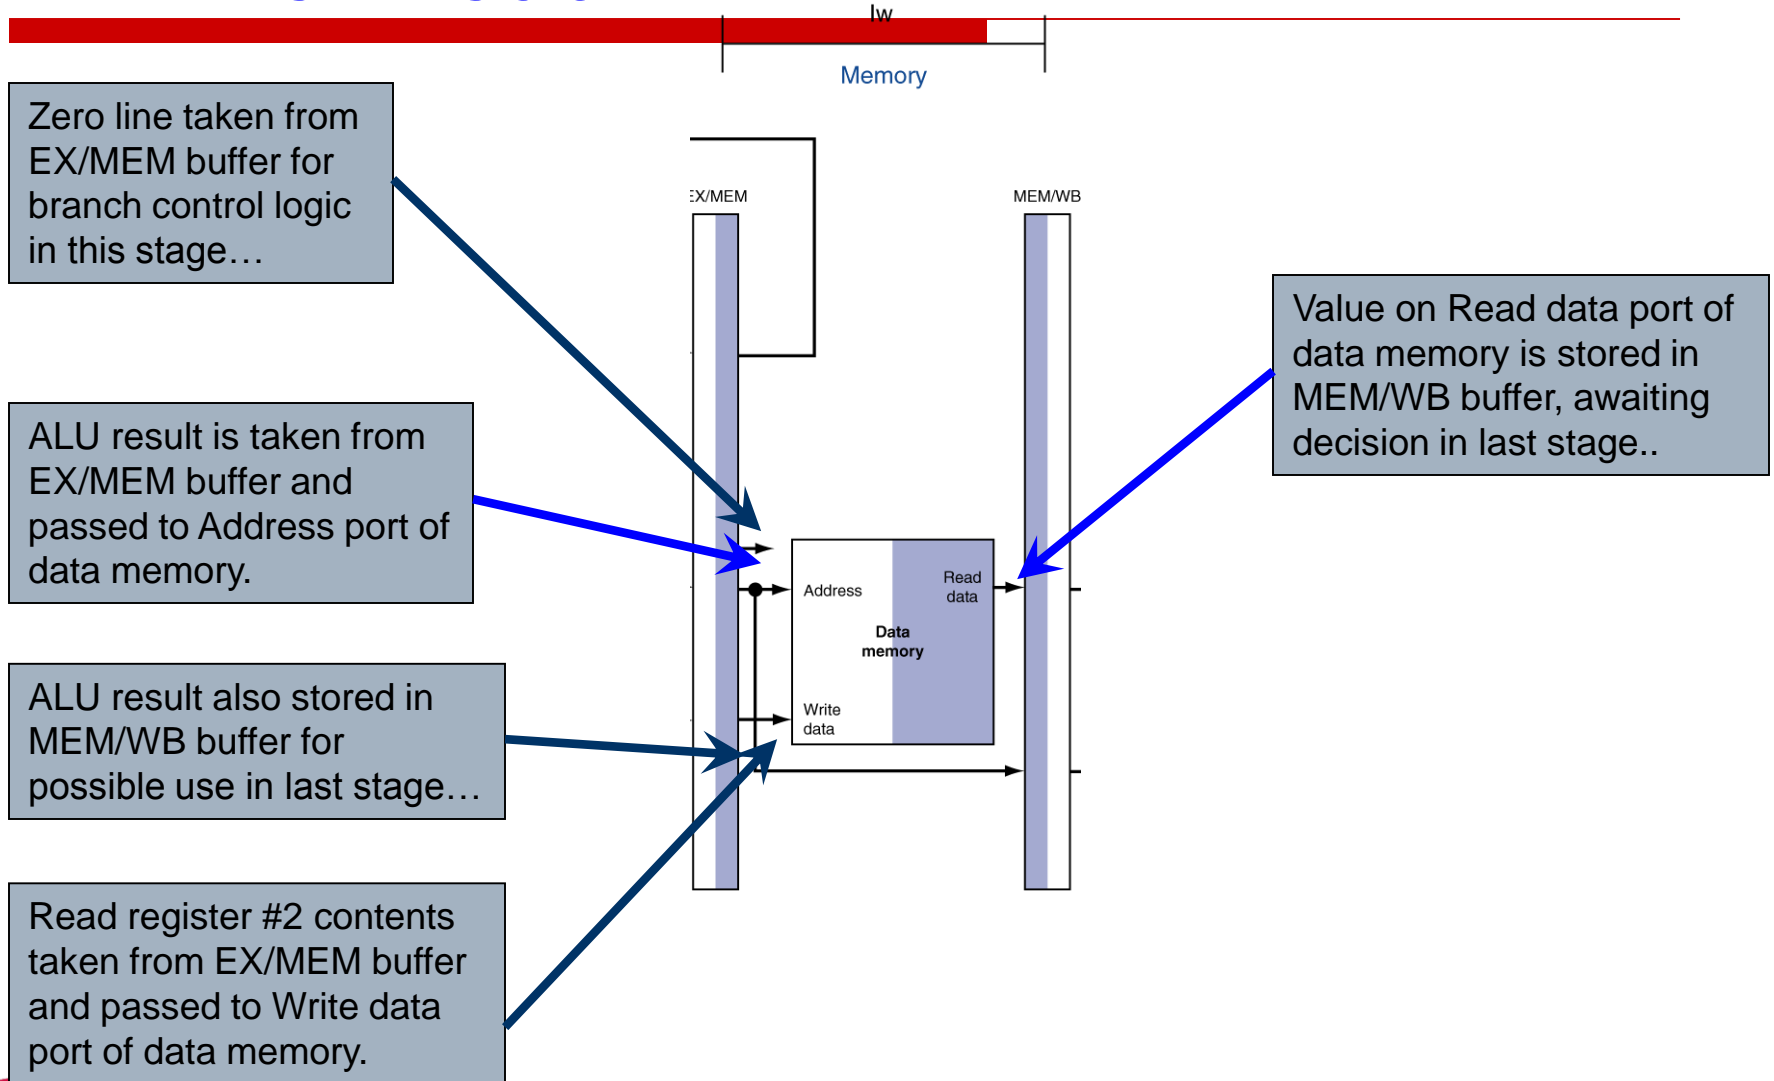 lw
Memory
Zero line taken from
EX/MEM buffer for
branch control logic
in this stage…
EX/MEM
MEM/WB
Value on Read data port of
data memory is stored in
MEM/WB buffer, awaiting
decision in last stage..
ALU result is taken from
EX/MEM buffer and
passed to Address port of
data memory.
Address
Read
data
Data
memory
Write
data
ALU result also stored in
MEM/WB buffer for
possible use in last stage…
Read register #2 contents
taken from EX/MEM buffer
and passed to Write data
port of data memory.